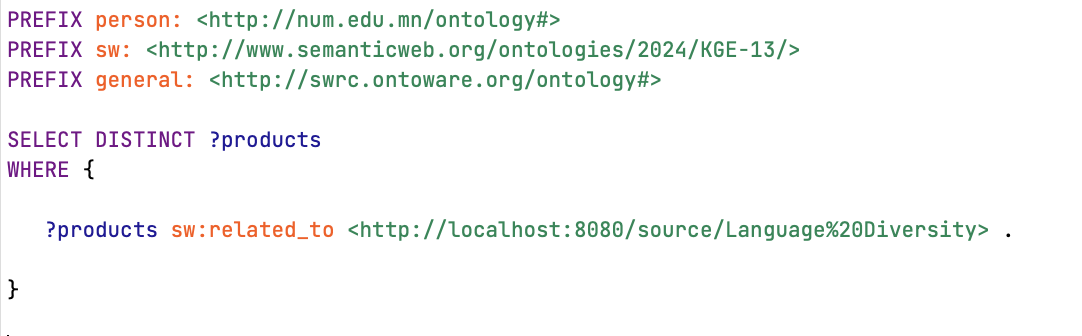 PREFIX person: <http://num.edu.mn/ontology#>
PREFIX sw: <http://www.semanticweb.org/ontologies/2024/KGE-13/>
PREFIX general: <http://swrc.ontoware.org/ontology#>
SELECT DISTINCT ?products
WHERE {
?products sw:related_to <http://localhost:8080/source/Language%20Diversity> .
}